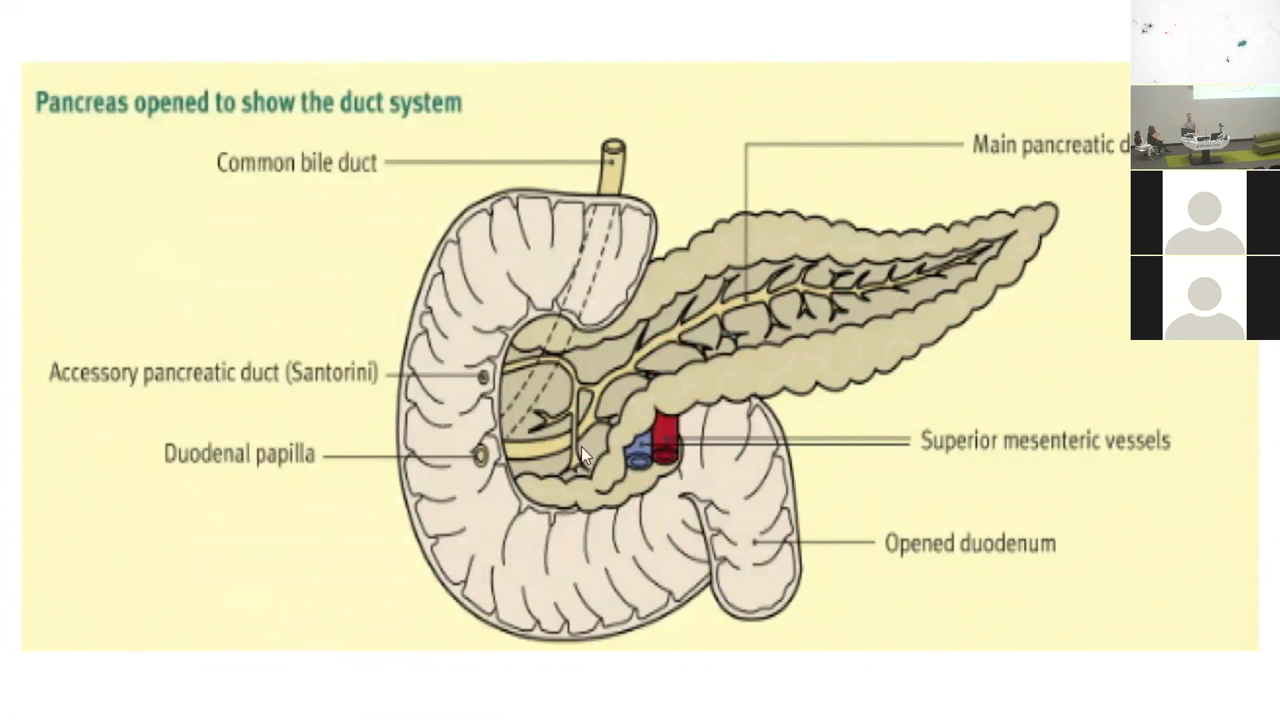 Pancreas opened to show the duct system
Common bile duct
Main pancreatic
Accessory pancreatic duct (Santorini)
Duodenal papilla
Superior mesenteric vessels
Opened duodenum